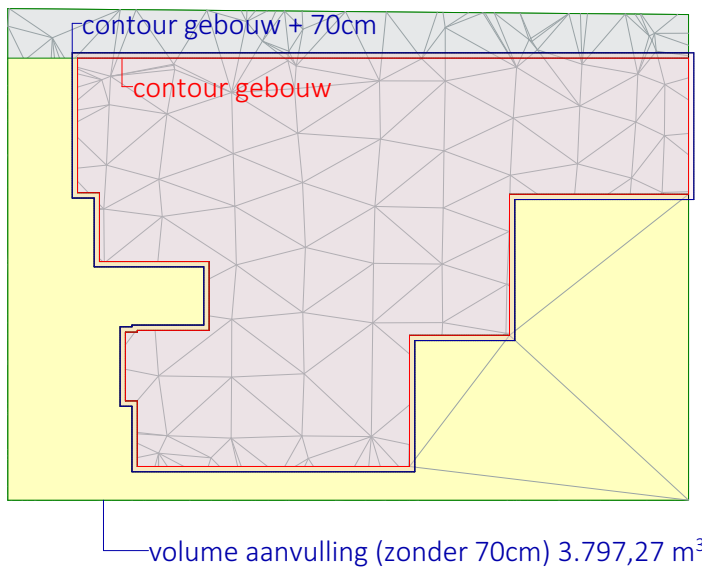 contour gebouw + 70cm
contour gebouw
volume aanvulling (zonder 70cm) 3.797,27 m³